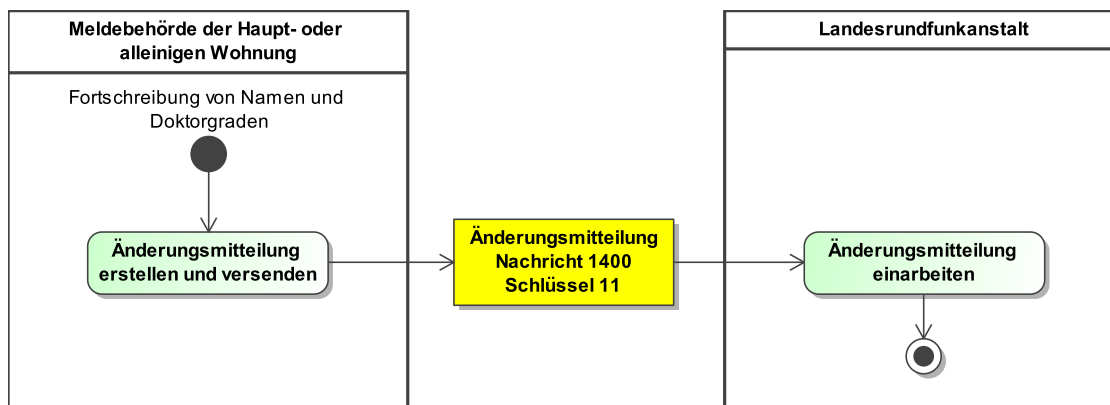 Meldebehörde der Haupt- oder
alleinigen Wohnung
Landesrundfunkanstalt
Fortschreibung von Namen und
Doktorgraden
Änderungsmitteilung
erstellen und versenden
Änderungsmitteilung
Nachricht 1400
Schlüssel 11
Änderungsmitteilung
einarbeiten